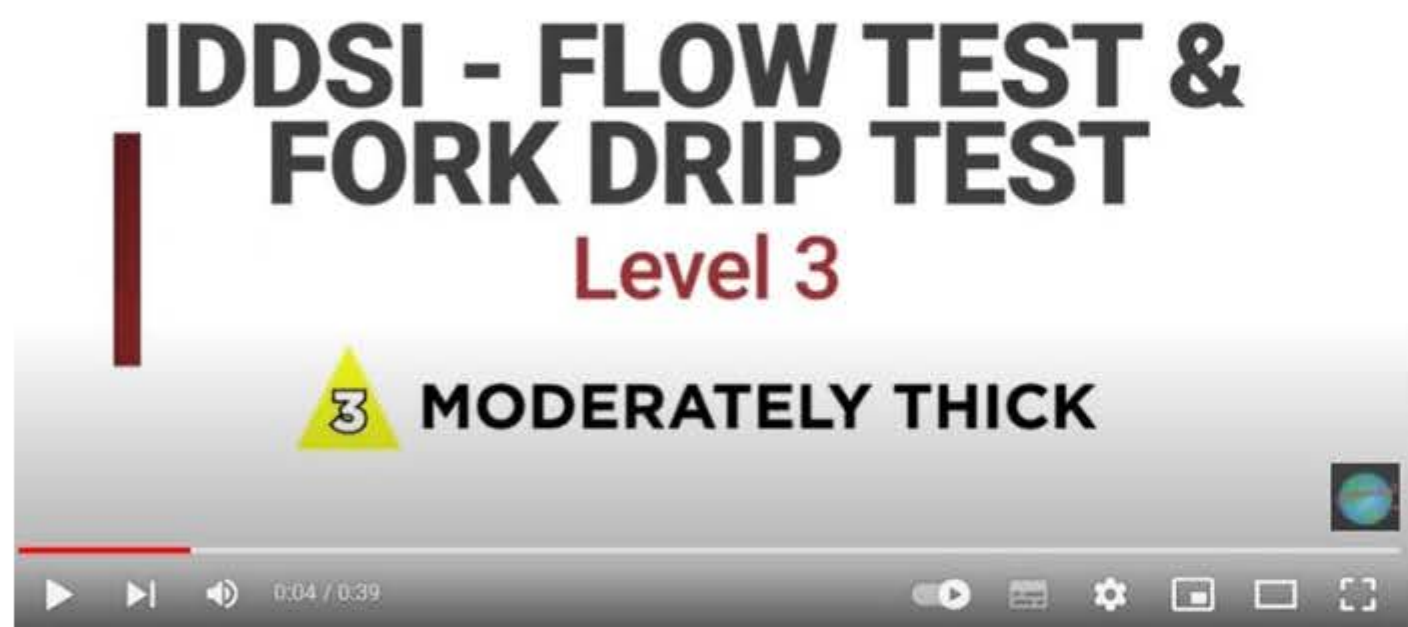 IDDSI - FLOW TEST &
FORK DRIP TEST
Level 3
3 MODERATELY THICK
0:04 / 0:39